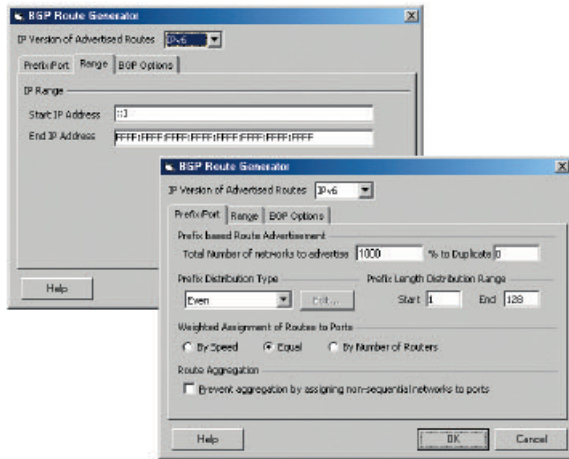 BGP Route Generator
IP Version of Advertised Routes IPv6
Prefix/Port Range BGP Options
IP Range
Start IP Address ::1
End IP Address FFFF:FFFF:FFFF:FFFF:FFFF:FFFF:FFFF:FFFF
Help
BGP Route Generator
IP Version of Advertised Routes IPv6
Prefix/Port Range BGP Options
Prefix based Route Advertisement
Total Number of networks to advertise 1000 % to Duplicate 0
Prefix Distribution Type Prefix Length Distribution Range
Even Edit... Start 1 End 128
Weighted Assignment of Routes to Ports
By Speed Equal By Number of Routers
Route Aggregation
Prevent aggregation by assigning non-sequential networks to ports
Help OK Cancel